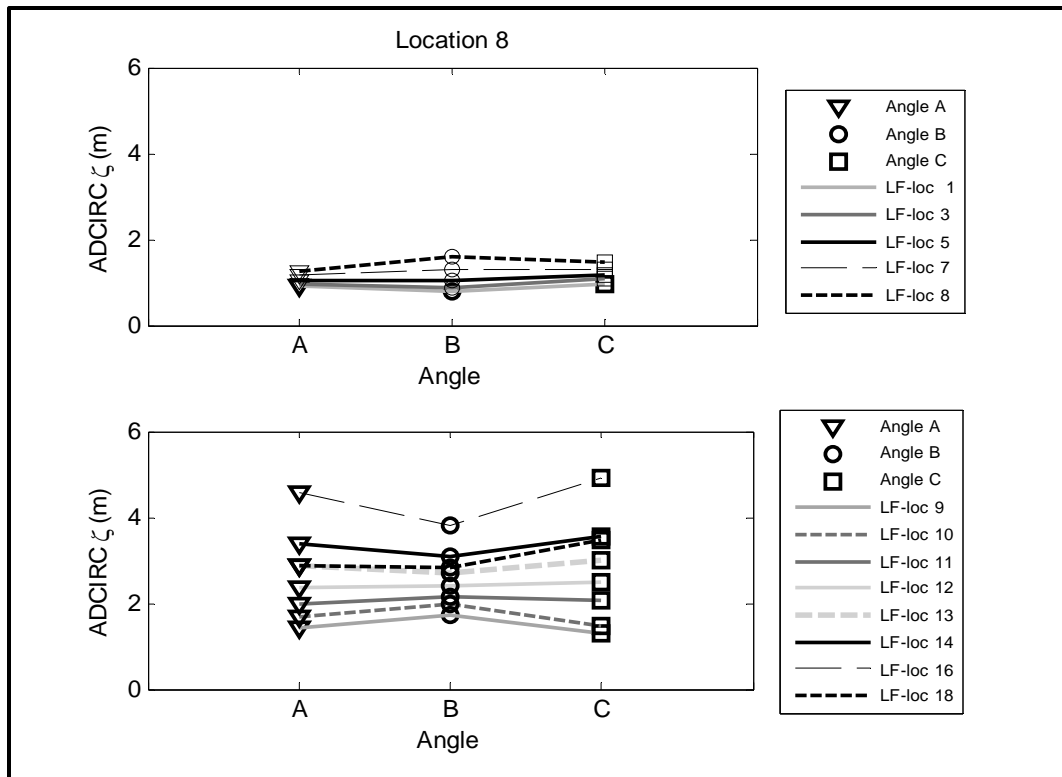 Location 8
6
4
2
0
ADCIRC ζ (m)
A B C
Angle
Angle A
Angle B
Angle C
LF-loc 1
LF-loc 3
LF-loc 5
LF-loc 7
LF-loc 8
6
4
2
0
ADCIRC ζ (m)
A B C
Angle
Angle A
Angle B
Angle C
LF-loc 9
LF-loc 10
LF-loc 11
LF-loc 12
LF-loc 13
LF-loc 14
LF-loc 16
LF-loc 18